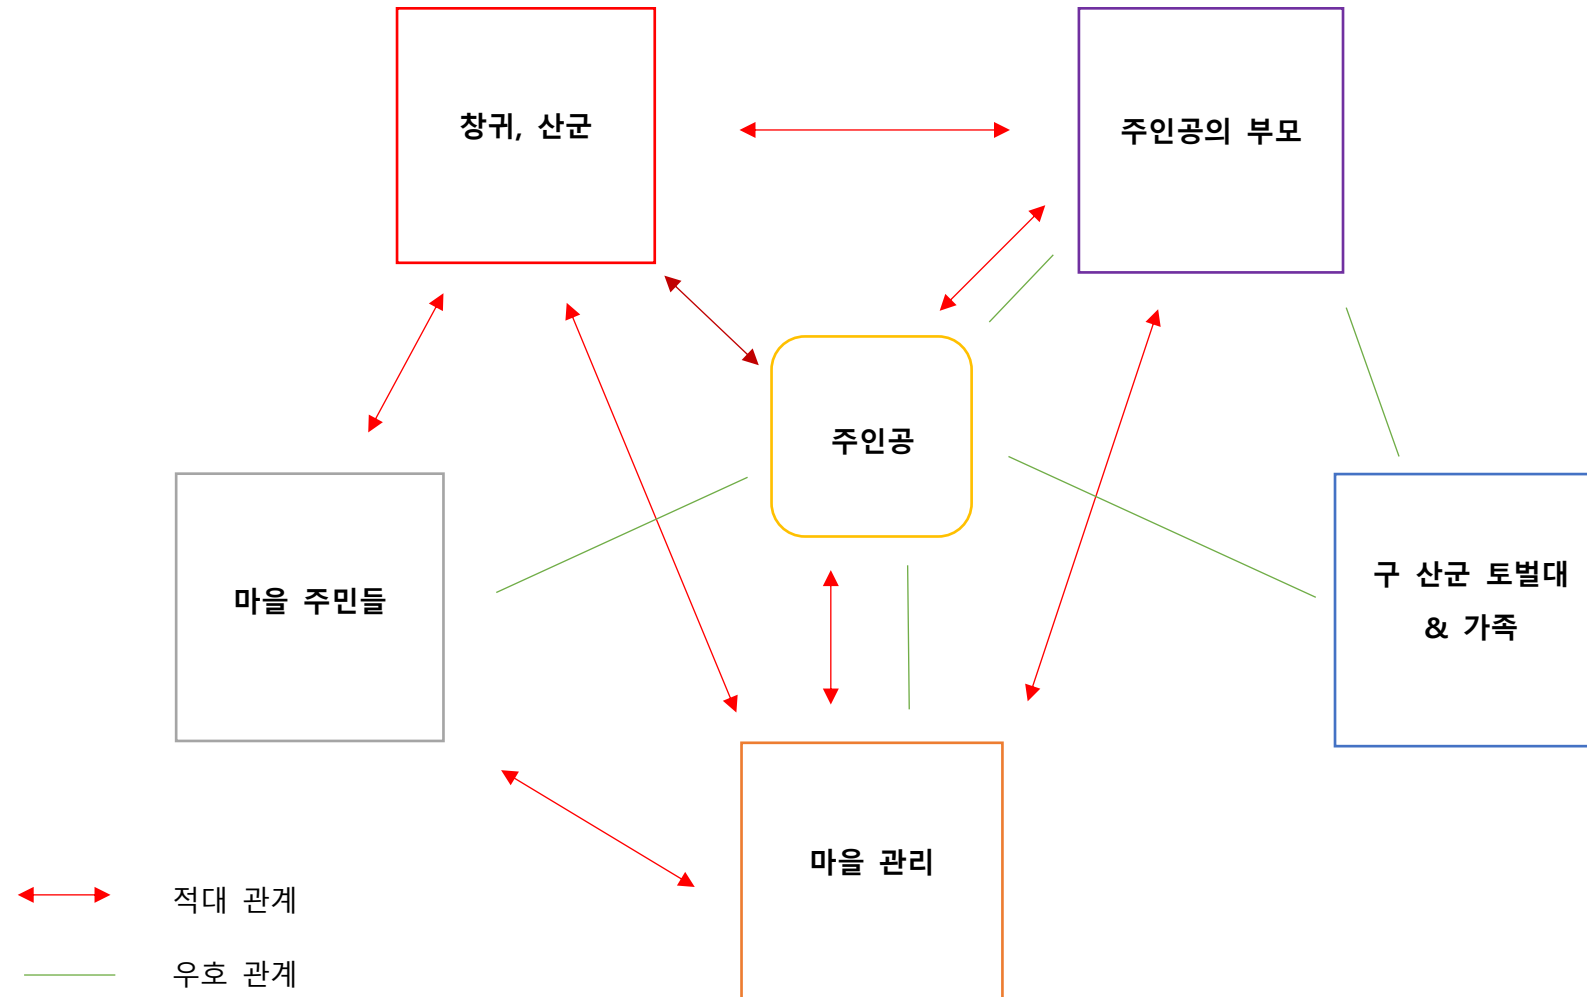 창귀, 산군
주인공의 부모
주인공
마을 주민들
구 산군 토벌대
& 가족
마을 관리
적대 관계
우호 관계